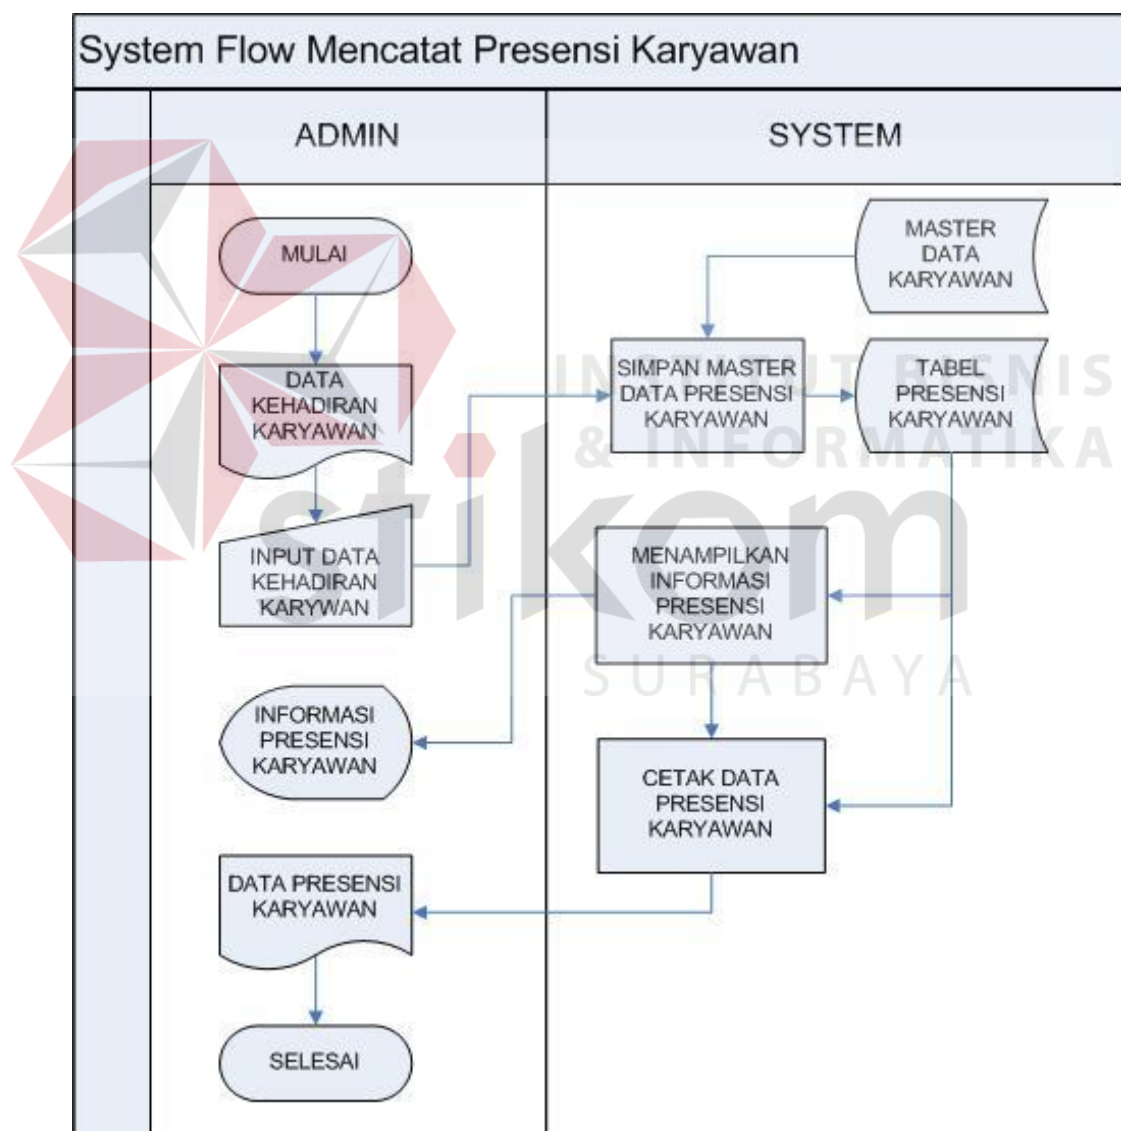 System Flow Mencatat Presensi Karyawan
ADMIN
SYSTEM
MULAI
MASTER
DATA
KARYAWAN
DATA
KEHADIRAN
KARYAWAN
SIMPAN MASTER
DATA PRESENSI
KARYAWAN
TABEL
PRESENSI
KARYAWAN
INSTITUT BISNIS
& INFORMATIKA
stikom
SURABAYA
INPUT DATA
KEHADIRAN
KARYWAN
MENAMPILKAN
INFORMASI
PRESENSI
KARYAWAN
INFORMASI
PRESENSI
KARYAWAN
CETAK DATA
PRESENSI
KARYAWAN
DATA PRESENSI
KARYAWAN
SELESAI